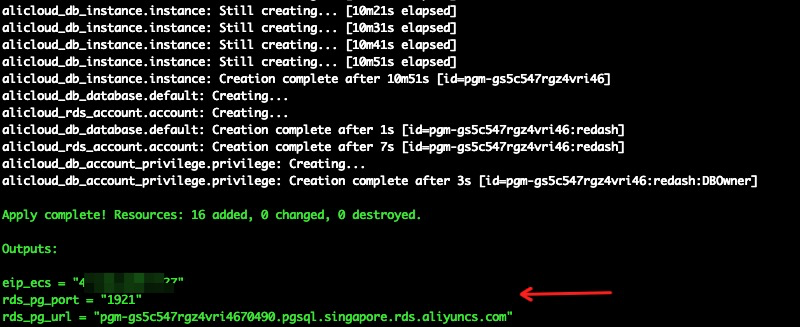 alicloud_db_instance.instance: Still creating... [10m21s elapsed]
alicloud_db_instance.instance: Still creating... [10m31s elapsed]
alicloud_db_instance.instance: Still creating... [10m41s elapsed]
alicloud_db_instance.instance: Still creating... [10m51s elapsed]
alicloud_db_instance.instance: Creation complete after 10m51s [id=pgm-gs5c547rgz4vri46]
alicloud_db_database.default: Creating...
alicloud_rds_account.account: Creating...
alicloud_db_database.default: Creation complete after 1s [id=pgm-gs5c547rgz4vri46:redash]
alicloud_rds_account.account: Creation complete after 7s [id=pgm-gs5c547rgz4vri46:redash]
alicloud_db_account_privilege.privilege: Creating...
alicloud_db_account_privilege.privilege: Creation complete after 3s [id=pgm-gs5c547rgz4vri46:redash:DBOwner]
Apply complete! Resources: 16 added, 0 changed, 0 destroyed.
Outputs:
eip_ecs =
rds_pg_port = "1921"
rds_pg_url = "pgm-gs5c547rgz4vri4670490.pgsql.singapore.rds.aliyuncs.com"